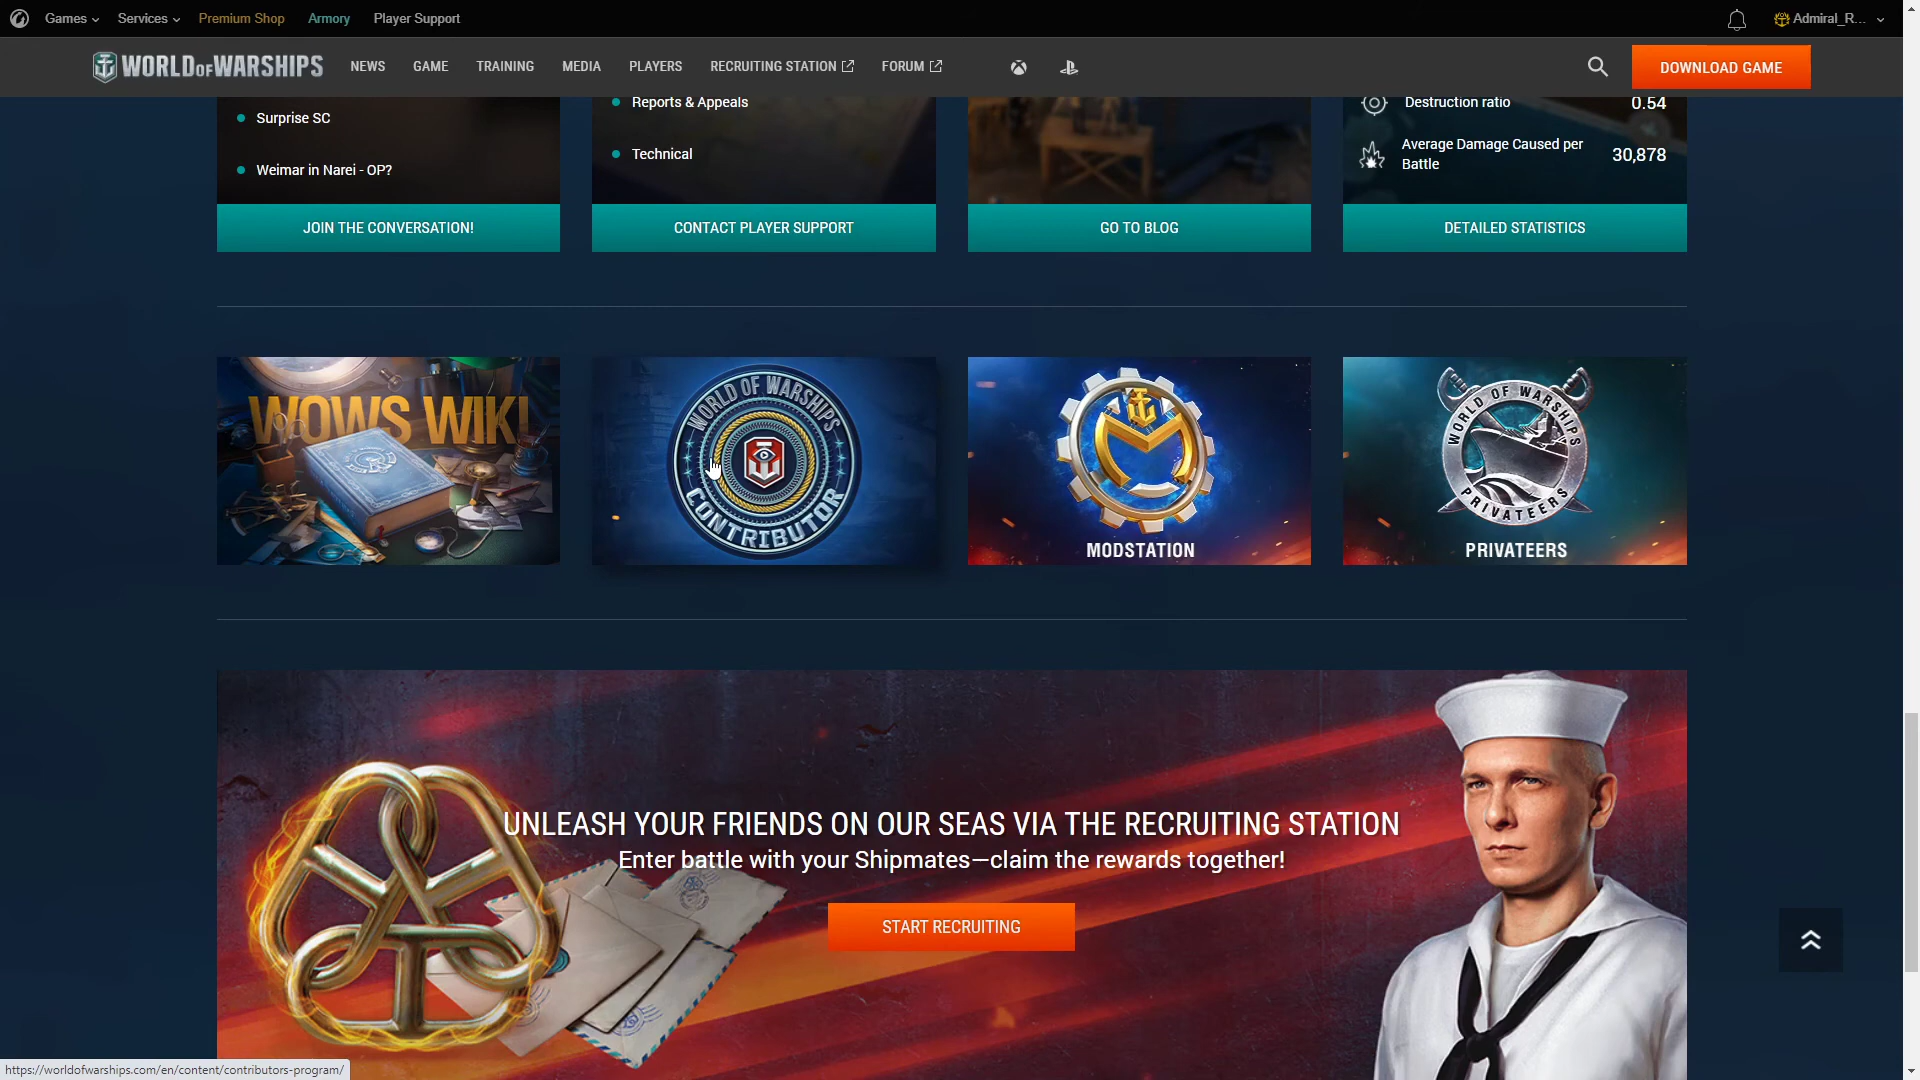 Games
Services
Premium Shop
Armory
Player Support
Admiral_R...
WORLD OF WARSHIPS
NEWS
GAME
TRAINING
MEDIA
PLAYERS
RECRUITING STATION
FORUM
DOWNLOAD GAME
Surprise SC
Weimar in Narei - OP?
JOIN THE CONVERSATION!
Reports & Appeals
Technical
CONTACT PLAYER SUPPORT
GO TO BLOG
Destruction ratio
0.54
Average Damage Caused per
Battle
30,878
DETAILED STATISTICS
WOWS WIKI
WORLD OF WARSHIPS
CONTRIBUTOR
MODSTATION
WORLD OF WARSHIPS
PRIVATEERS
PRIVATEERS
UNLEASH YOUR FRIENDS ON OUR SEAS VIA THE RECRUITING STATION
Enter battle with your Shipmates—claim the rewards together!
START RECRUITING
https://worldofwarships.com/en/content/contributors-program/